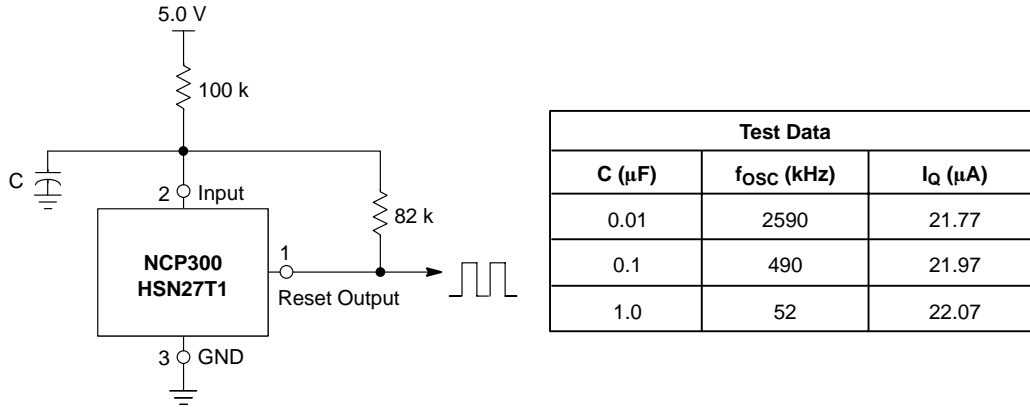 5.0 V
100 k
C
2 Input
82 k
NCP300
HSN27T1
1
Reset Output
3 GND
Test Data
C (μF) fOSC (kHz) IQ (μA)
0.01 2590 21.77
0.1 490 21.97
1.0 52 22.07